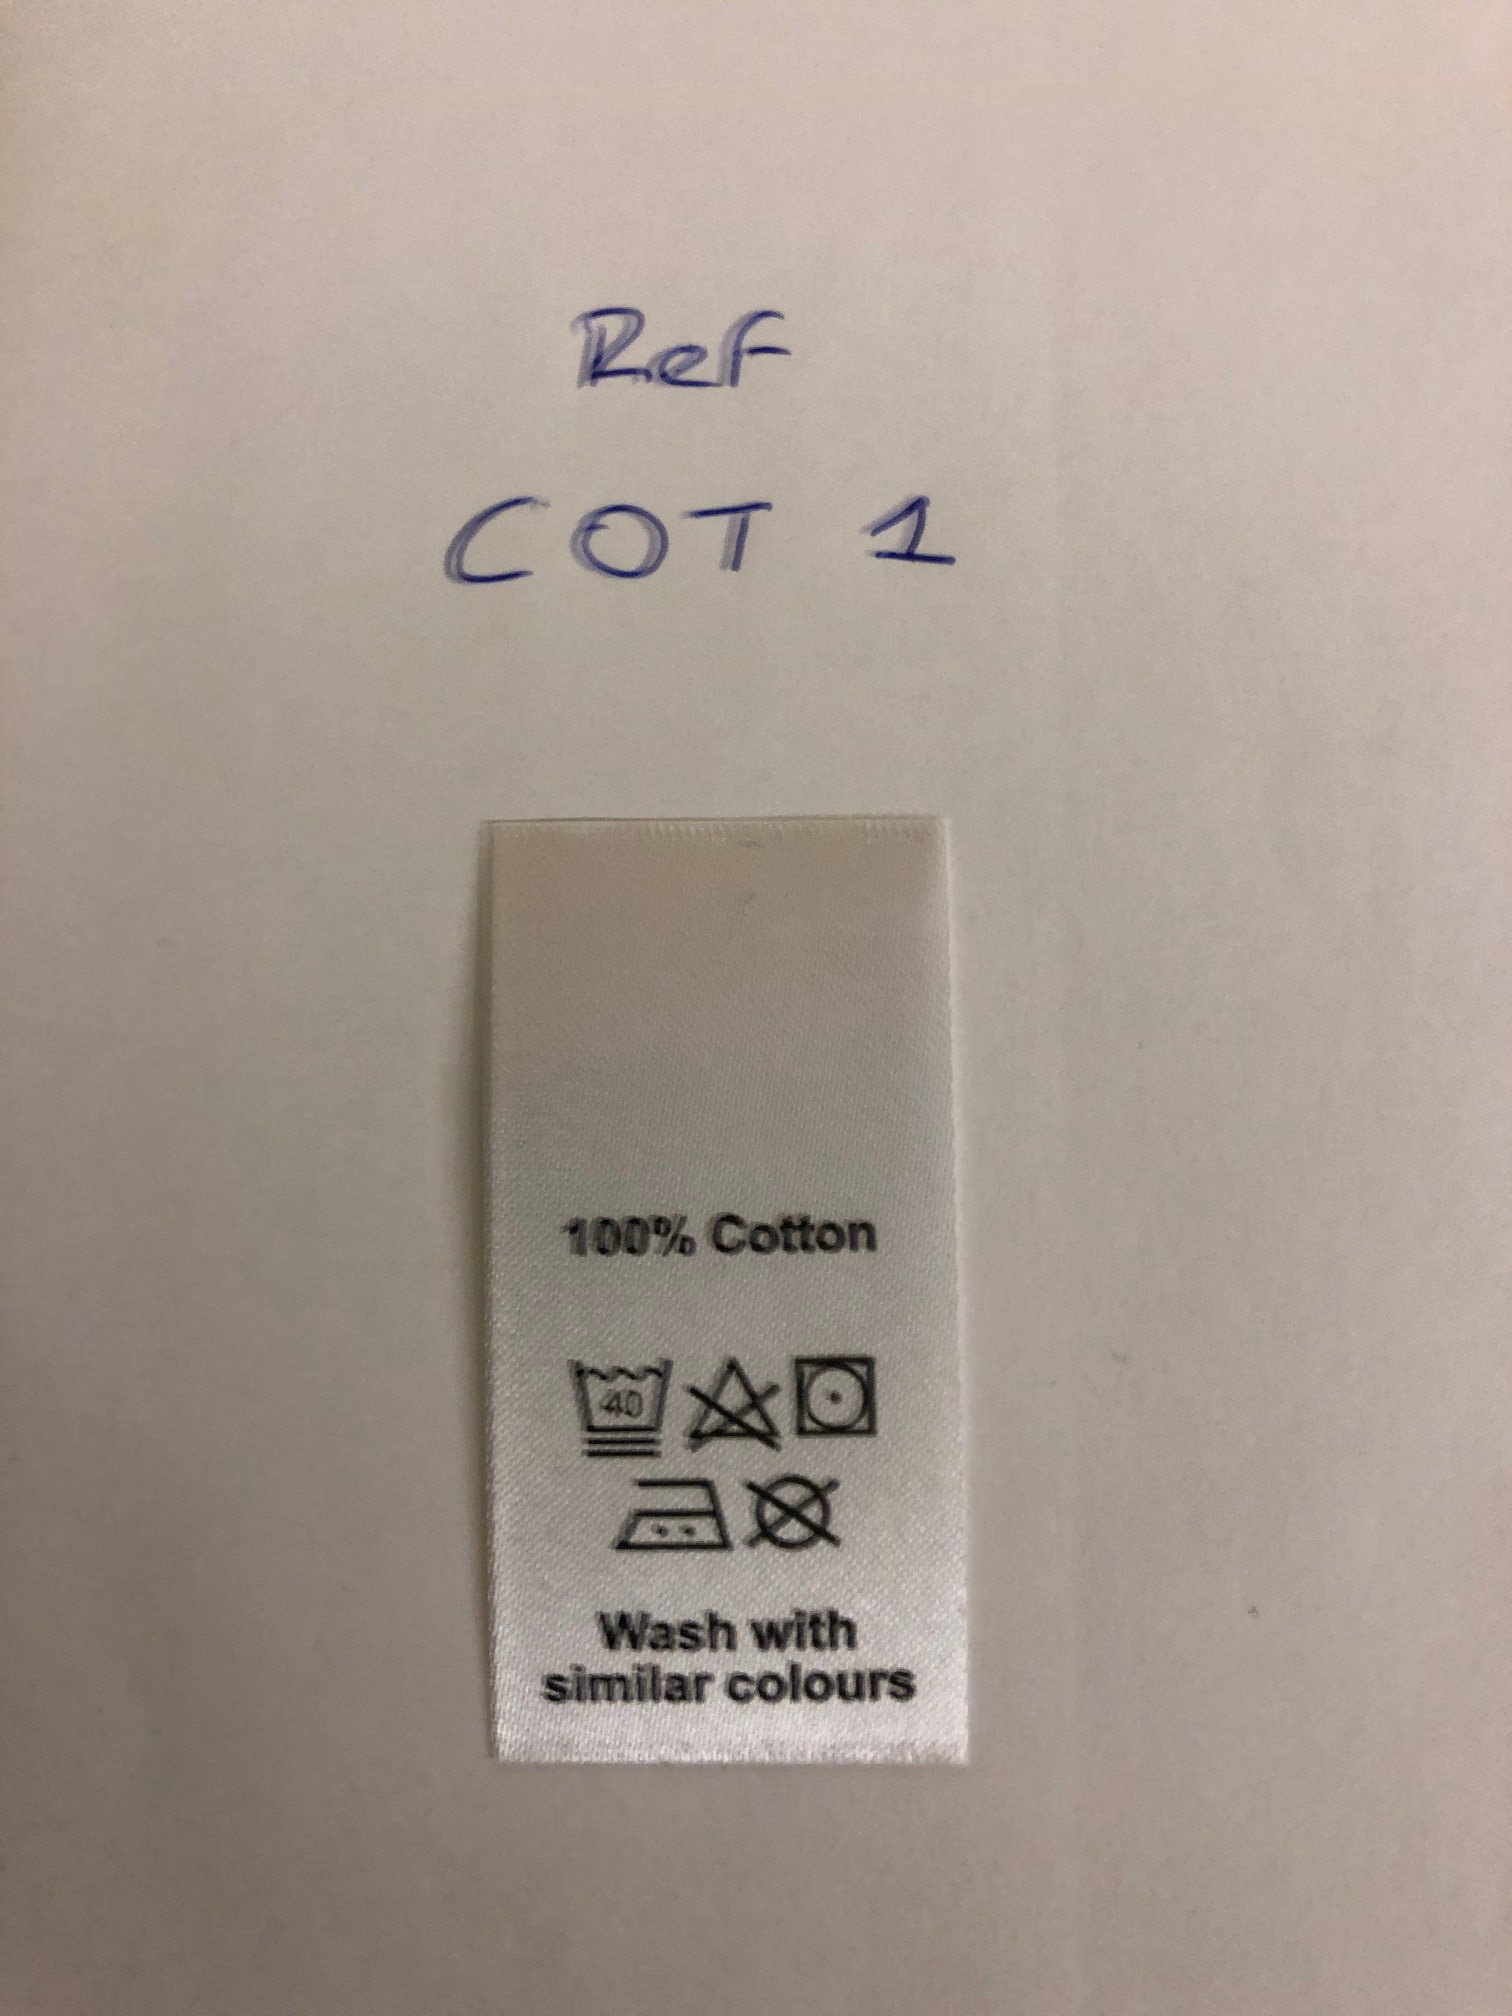 Ref
COT 1
100% Cotton
40
Wash with
similar colours